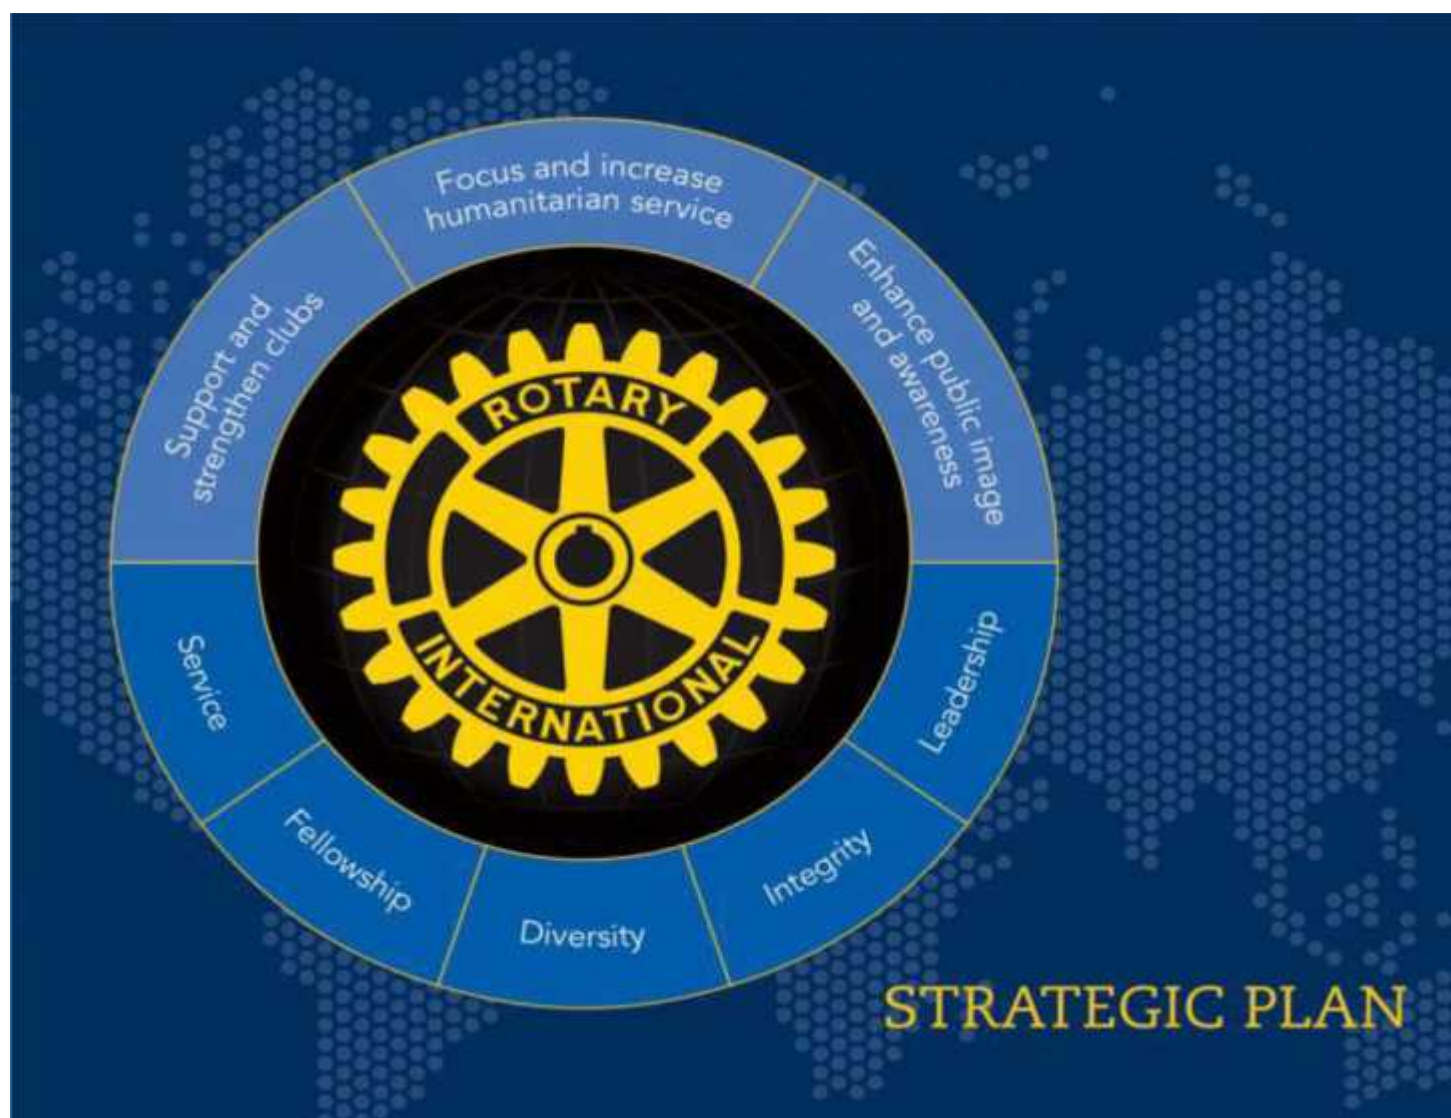 Focus and increase
humanitarian service
Support and
strengthen clubs
Enhance public image
and awareness
ROTARY
INTERNATIONAL
Service
Leadership
Fellowship
Integrity
Diversity
STRATEGIC PLAN